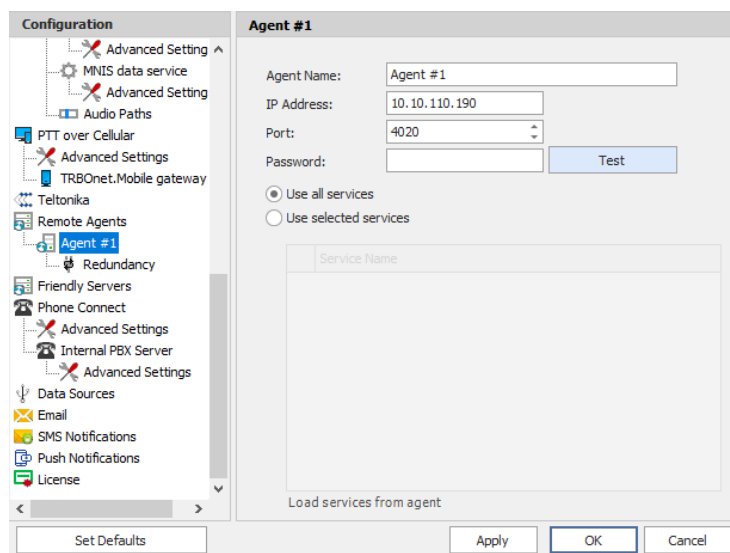 Configuration
Advanced Setting
MNIS data service
Advanced Setting
Audio Paths
PTT over Cellular
Advanced Settings
TRBOnet.Mobile gateway
Teltonika
Remote Agents
Agent #1
Redundancy
Friendly Servers
Phone Connect
Advanced Settings
Internal PBX Server
Advanced Settings
Data Sources
Email
SMS Notifications
Push Notifications
License
Set Defaults
Agent #1
Agent Name: Agent #1
IP Address: 10.10.110.190
Port: 4020
Password: Test
Use all services
Use selected services
Service Name
Load services from agent
Apply OK Cancel